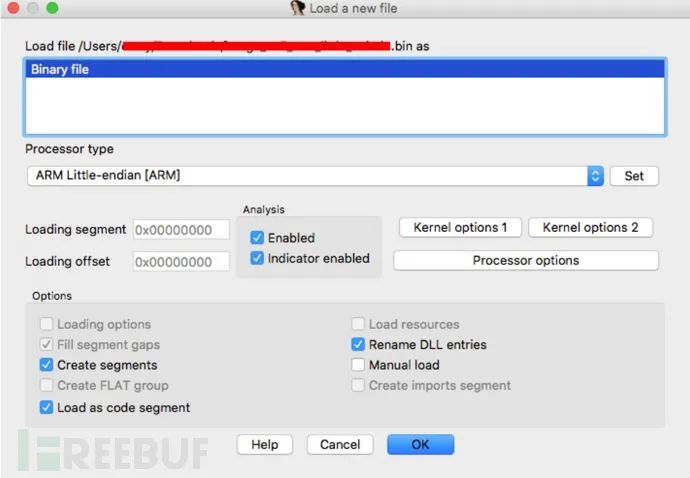 Load a new file
Load file /Users/ .bin as
Binary file
Processor type
ARM Little-endian [ARM]
Set
Analysis
Loading segment 0x00000000
Enabled
Kernel options 1
Kernel options 2
Loading offset 0x00000000
Indicator enabled
Processor options
Options
Loading options
Load resources
Fill segment gaps
Rename DLL entries
Create segments
Manual load
Create FLAT group
Create imports segment
Load as code segment
Help
Cancel
OK
FREEBUF